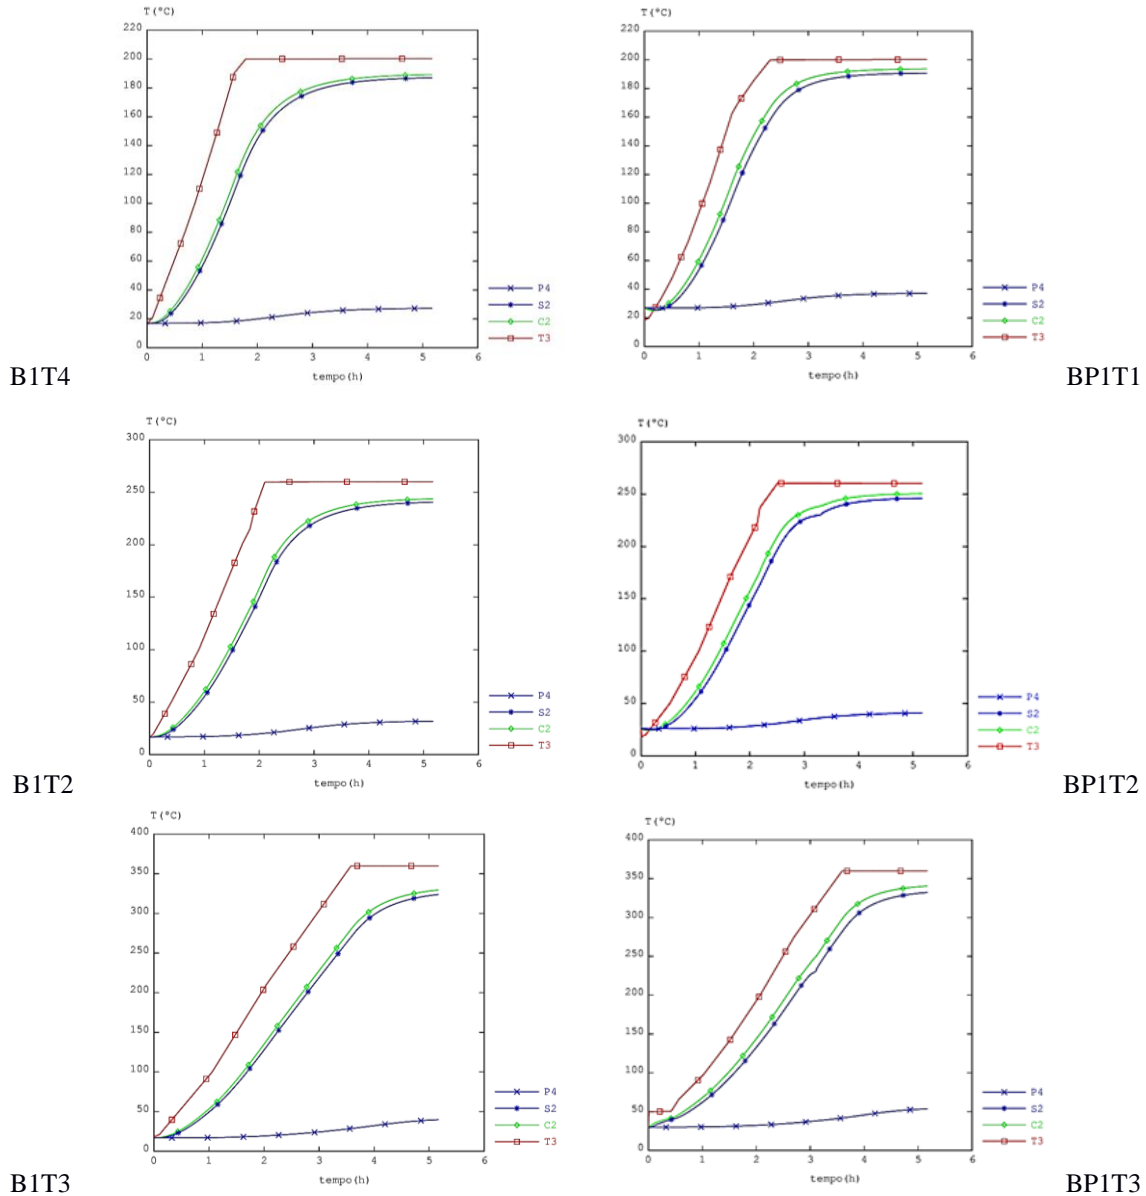 T(°C)
220
200
180
160
140
120
100
80
60
40
20
0
0 1 2 3 4 5 6
tempo(h)
P4
S2
C2
T3
B1T4
T(°C)
220
200
180
160
140
120
100
80
60
40
20
0
0 1 2 3 4 5 6
tempo(h)
P4
S2
C2
T3
BP1T1
T(°C)
300
250
200
150
100
50
0
0 1 2 3 4 5 6
tempo(h)
P4
S2
C2
T3
B1T2
T(°C)
300
250
200
150
100
50
0
0 1 2 3 4 5 6
tempo(h)
P4
S2
C2
T3
BP1T2
T(°C)
400
350
300
250
200
150
100
50
0
0 1 2 3 4 5 6
tempo(h)
P4
S2
C2
T3
B1T3
T(°C)
400
350
300
250
200
150
100
50
0
0 1 2 3 4 5 6
tempo(h)
P4
S2
C2
T3
BP1T3